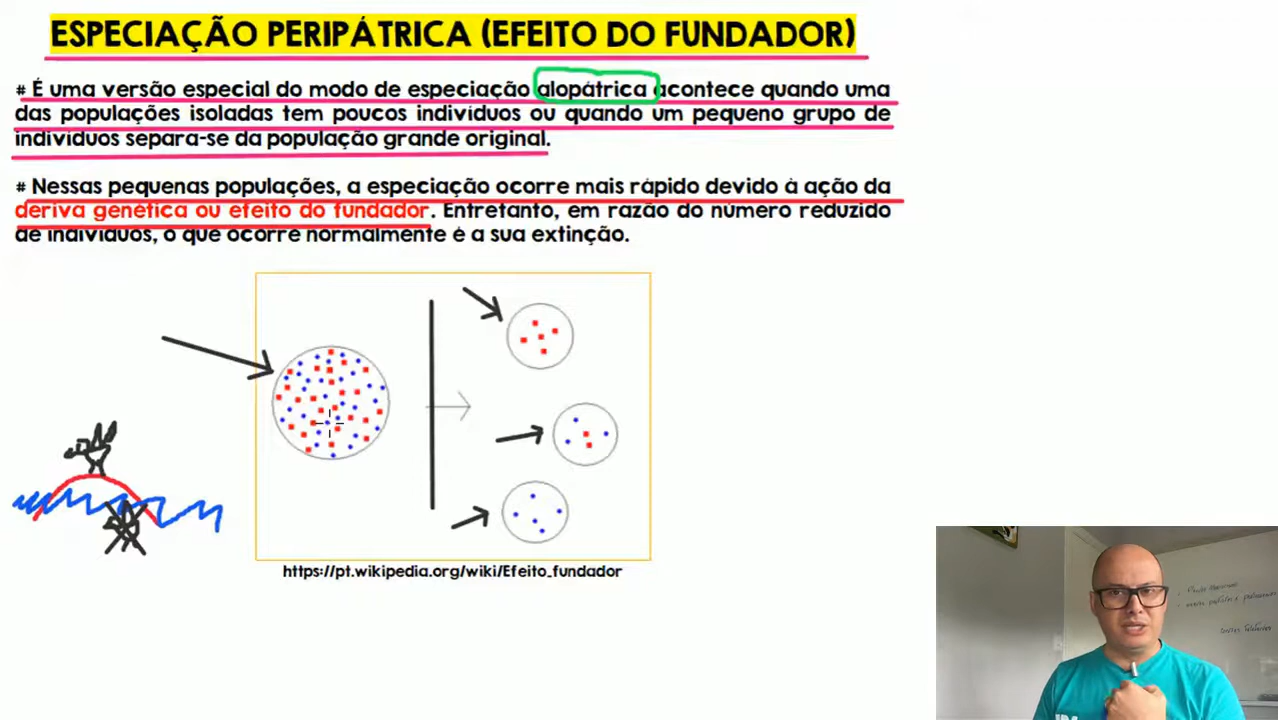 ESPECIAÇÃO PERIPÁTRICA (EFEITO DO FUNDADOR)
# É uma versão especial do modo de especiação alopátrica acontece quando uma
das populações isoladas tem poucos indivíduos ou quando um pequeno grupo de
indivíduos separa-se da população grande original.
# Nessas pequenas populações, a especiação ocorre mais rápido devido à ação da
deriva genética ou efeito do fundador. Entretanto, em razão do número reduzido
de indivíduos, o que ocorre normalmente é a sua extinção.
https://pt.wikipedia.org/wiki/Efeito_fundador